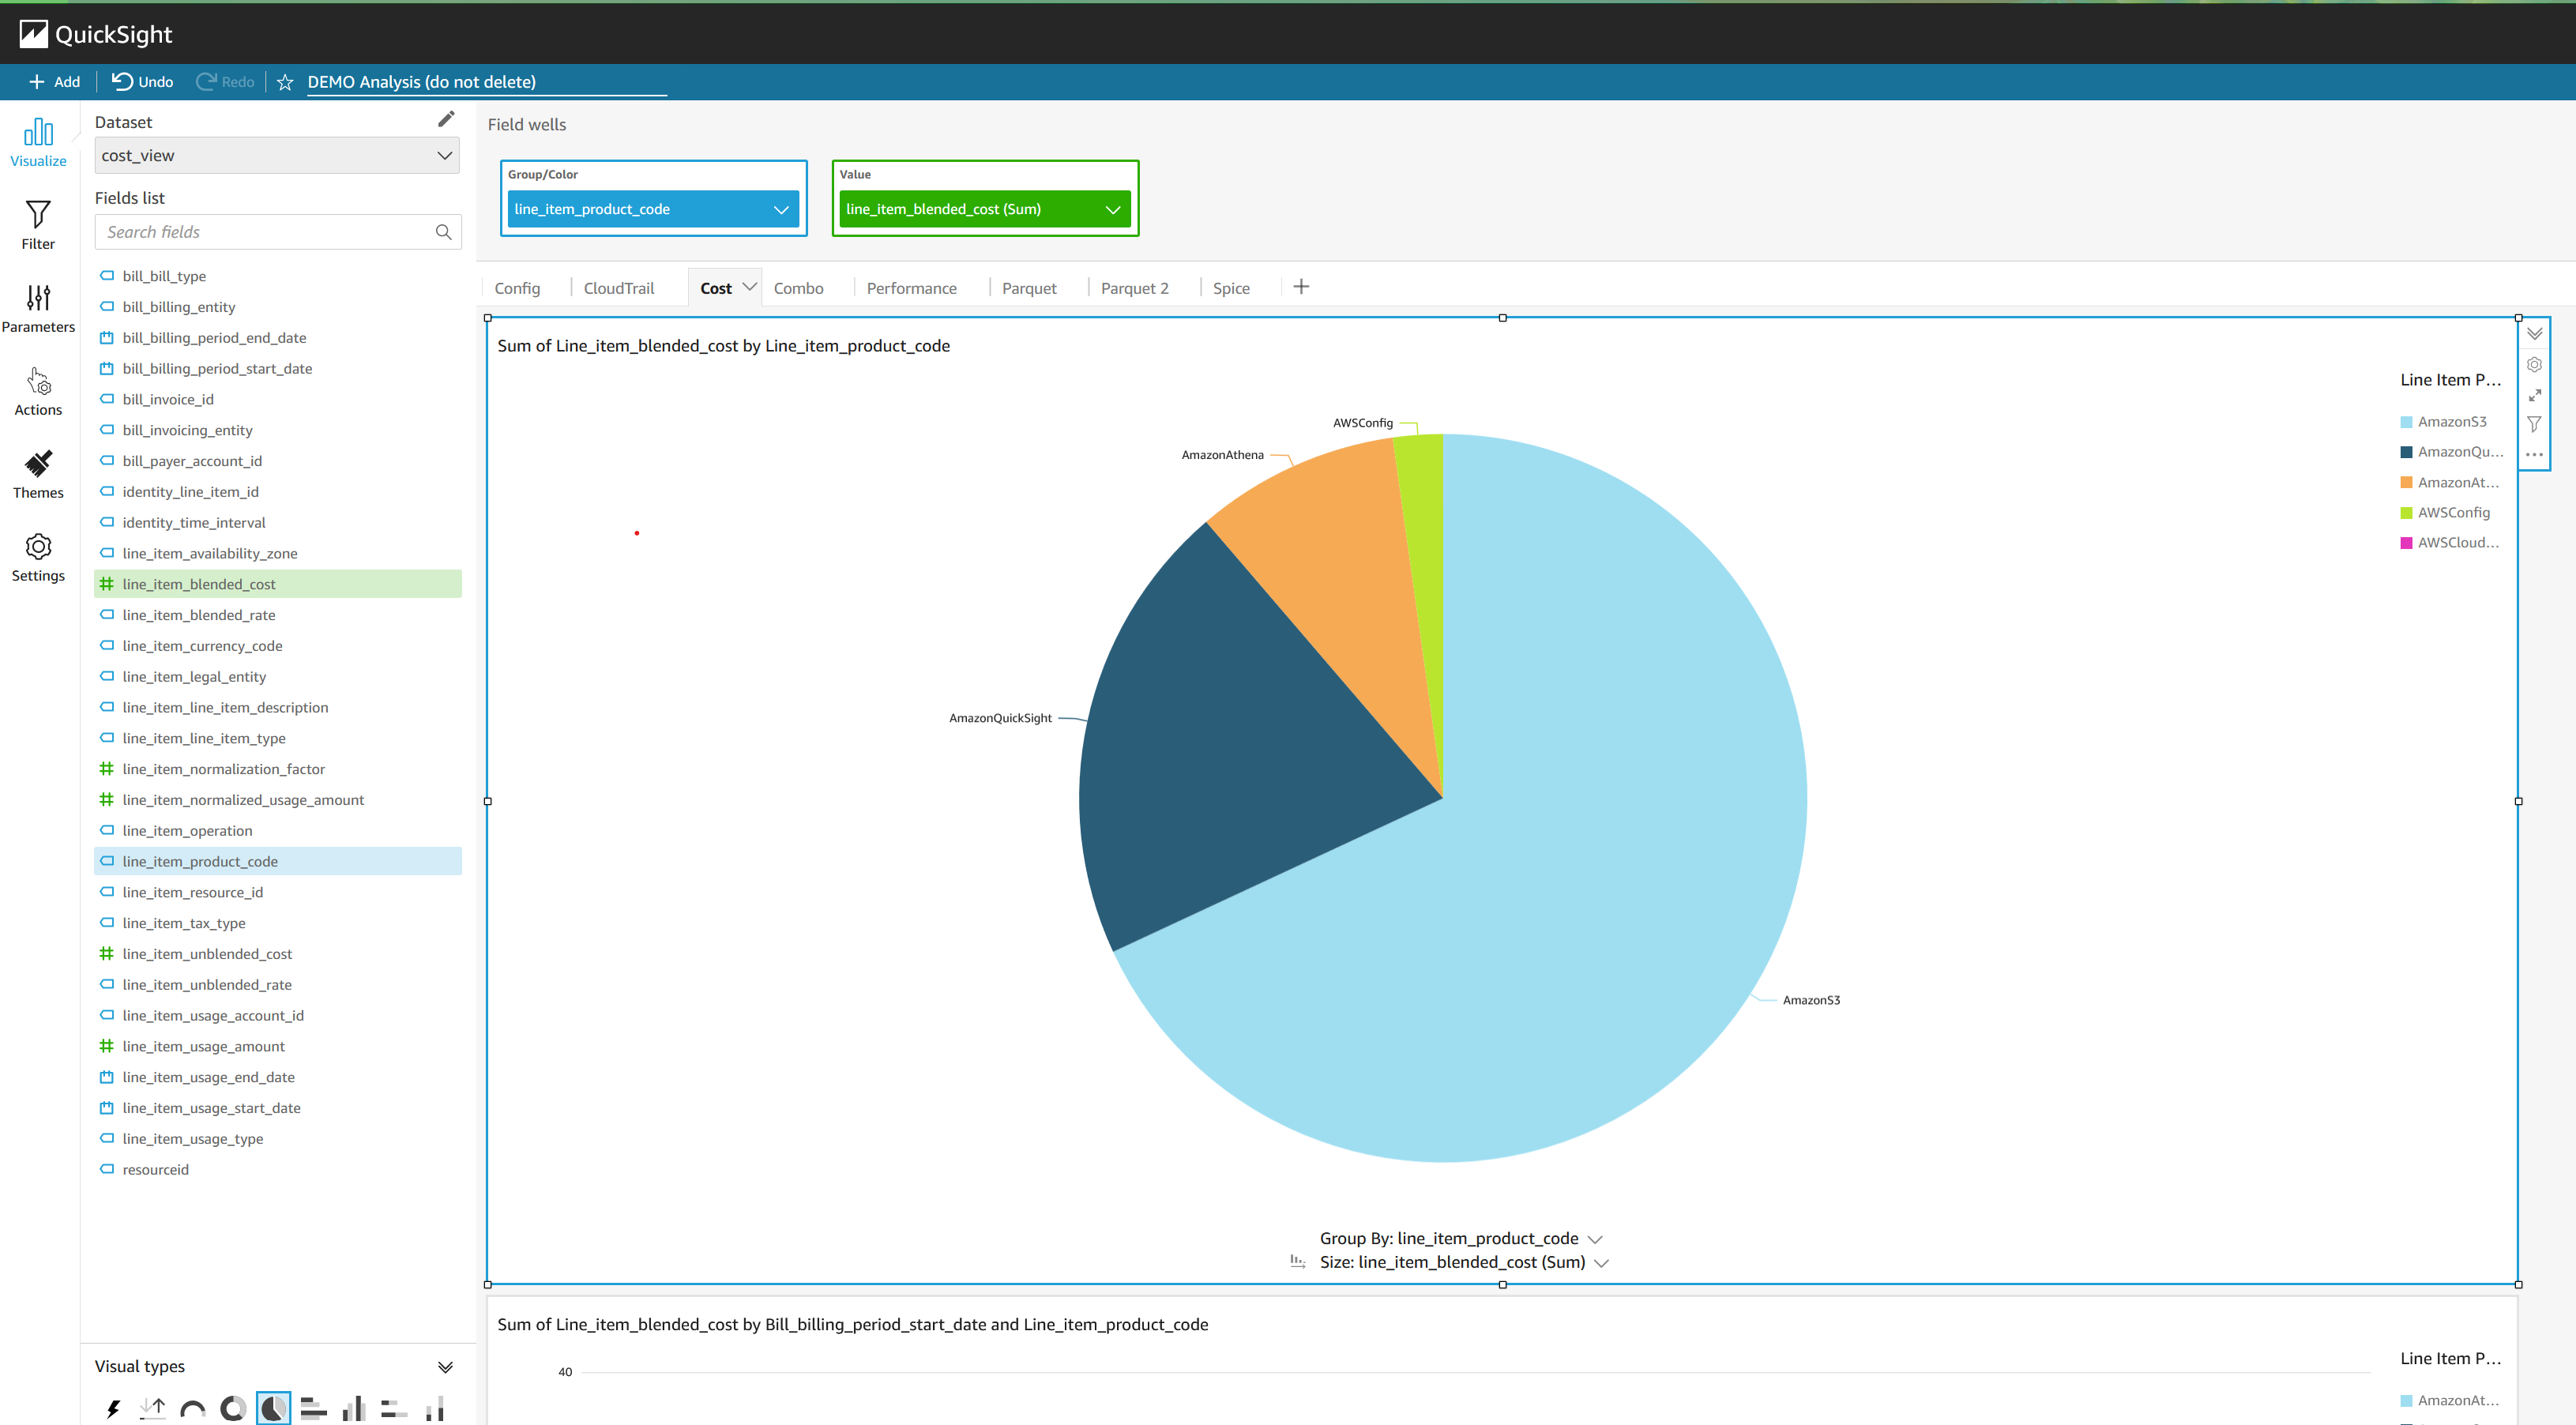 QuickSight
Add
Undo
Redo
DEMO Analysis (do not delete)
Visualize
Filter
Parameters
Actions
Themes
Settings
Dataset
cost_view
Fields list
Search fields
bill_bill_type
bill_billing_entity
bill_billing_period_end_date
bill_billing_period_start_date
bill_invoice_id
bill_invoicing_entity
bill_payer_account_id
identity_line_item_id
identity_time_interval
line_item_availability_zone
line_item_blended_cost
line_item_blended_rate
line_item_currency_code
line_item_legal_entity
line_item_line_item_description
line_item_line_item_type
line_item_normalization_factor
line_item_normalized_usage_amount
line_item_operation
line_item_product_code
line_item_resource_id
line_item_tax_type
line_item_unblended_cost
line_item_unblended_rate
line_item_usage_account_id
line_item_usage_amount
line_item_usage_end_date
line_item_usage_start_date
line_item_usage_type
resourceid
Visual types
Field wells
Group/Color
line_item_product_code
Value
line_item_blended_cost (Sum)
Config
CloudTrail
Cost
Combo
Performance
Parquet
Parquet 2
Spice
Sum of Line_item_blended_cost by Line_item_product_code
AWSConfig
AmazonAthena
AmazonQuickSight
AmazonS3
Line Item P...
AmazonS3
AmazonQu...
AmazonAt...
AWSConfig
AWSCloud...
Group By: line_item_product_code
Size: line_item_blended_cost (Sum)
Sum of Line_item_blended_cost by Bill_billing_period_start_date and Line_item_product_code
40
Line Item P...
AmazonAt...